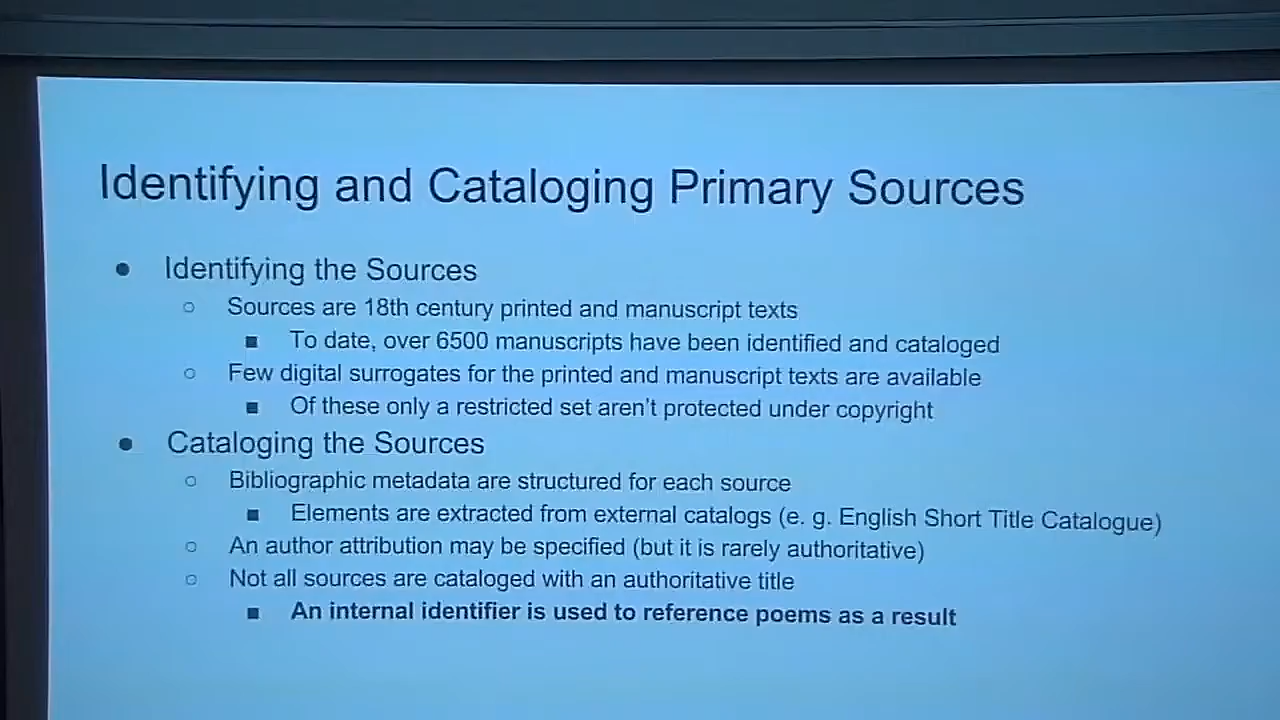 Identifying and Cataloging Primary Sources
● Identifying the Sources
○ Sources are 18th century printed and manuscript texts
■ To date, over 6500 manuscripts have been identified and cataloged
○ Few digital surrogates for the printed and manuscript texts are available
■ Of these only a restricted set aren't protected under copyright
● Cataloging the Sources
○ Bibliographic metadata are structured for each source
■ Elements are extracted from external catalogs (e. g. English Short Title Catalogue)
○ An author attribution may be specified (but it is rarely authoritative)
○ Not all sources are cataloged with an authoritative title
■ An internal identifier is used to reference poems as a result